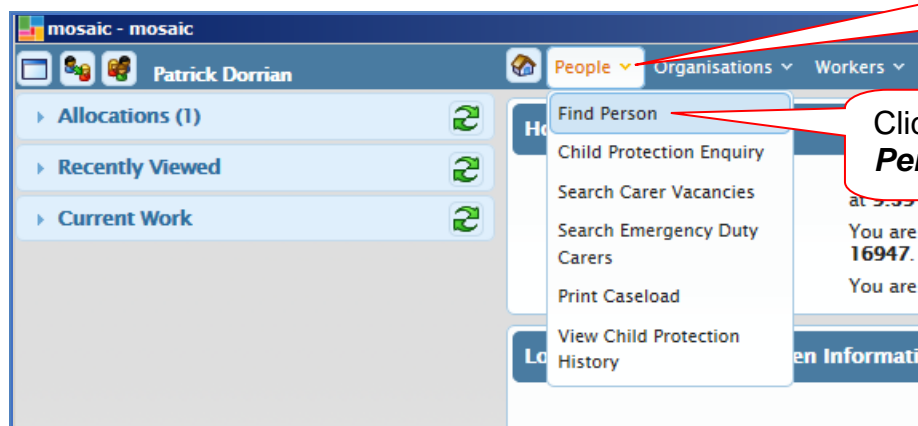 mosaic - mosaic
Patrick Dorrian
People Organisations Workers
Allocations (1)
Recently Viewed
Current Work
Find Person
Child Protection Enquiry
Search Carer Vacancies
Search Emergency Duty
Carers
Print Caseload
View Child Protection
History
at
You are
16947.
You are